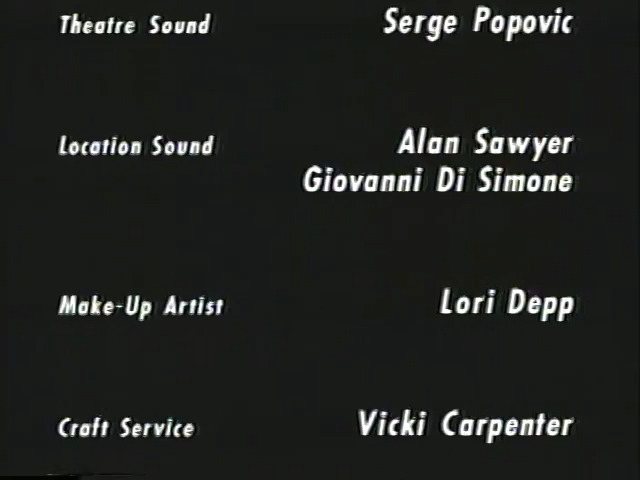 Theatre Sound Serge Popovic
Location Sound Alan Sawyer
Giovanni Di Simone
Make-Up Artist Lori Depp
Craft Service Vicki Carpenter